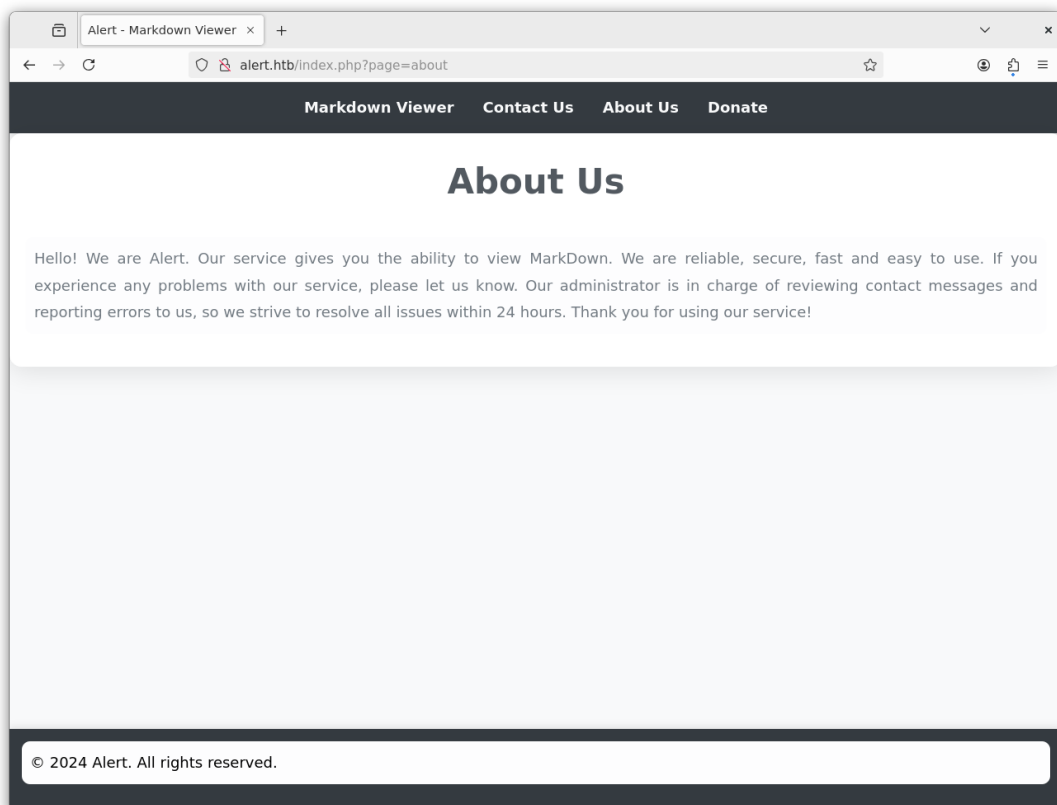 Alert - Markdown Viewer
alert.htb/index.php?page=about
Markdown Viewer Contact Us About Us Donate
About Us
Hello! We are Alert. Our service gives you the ability to view MarkDown. We are reliable, secure, fast and easy to use. If you
experience any problems with our service, please let us know. Our administrator is in charge of reviewing contact messages and
reporting errors to us, so we strive to resolve all issues within 24 hours. Thank you for using our service!
© 2024 Alert. All rights reserved.